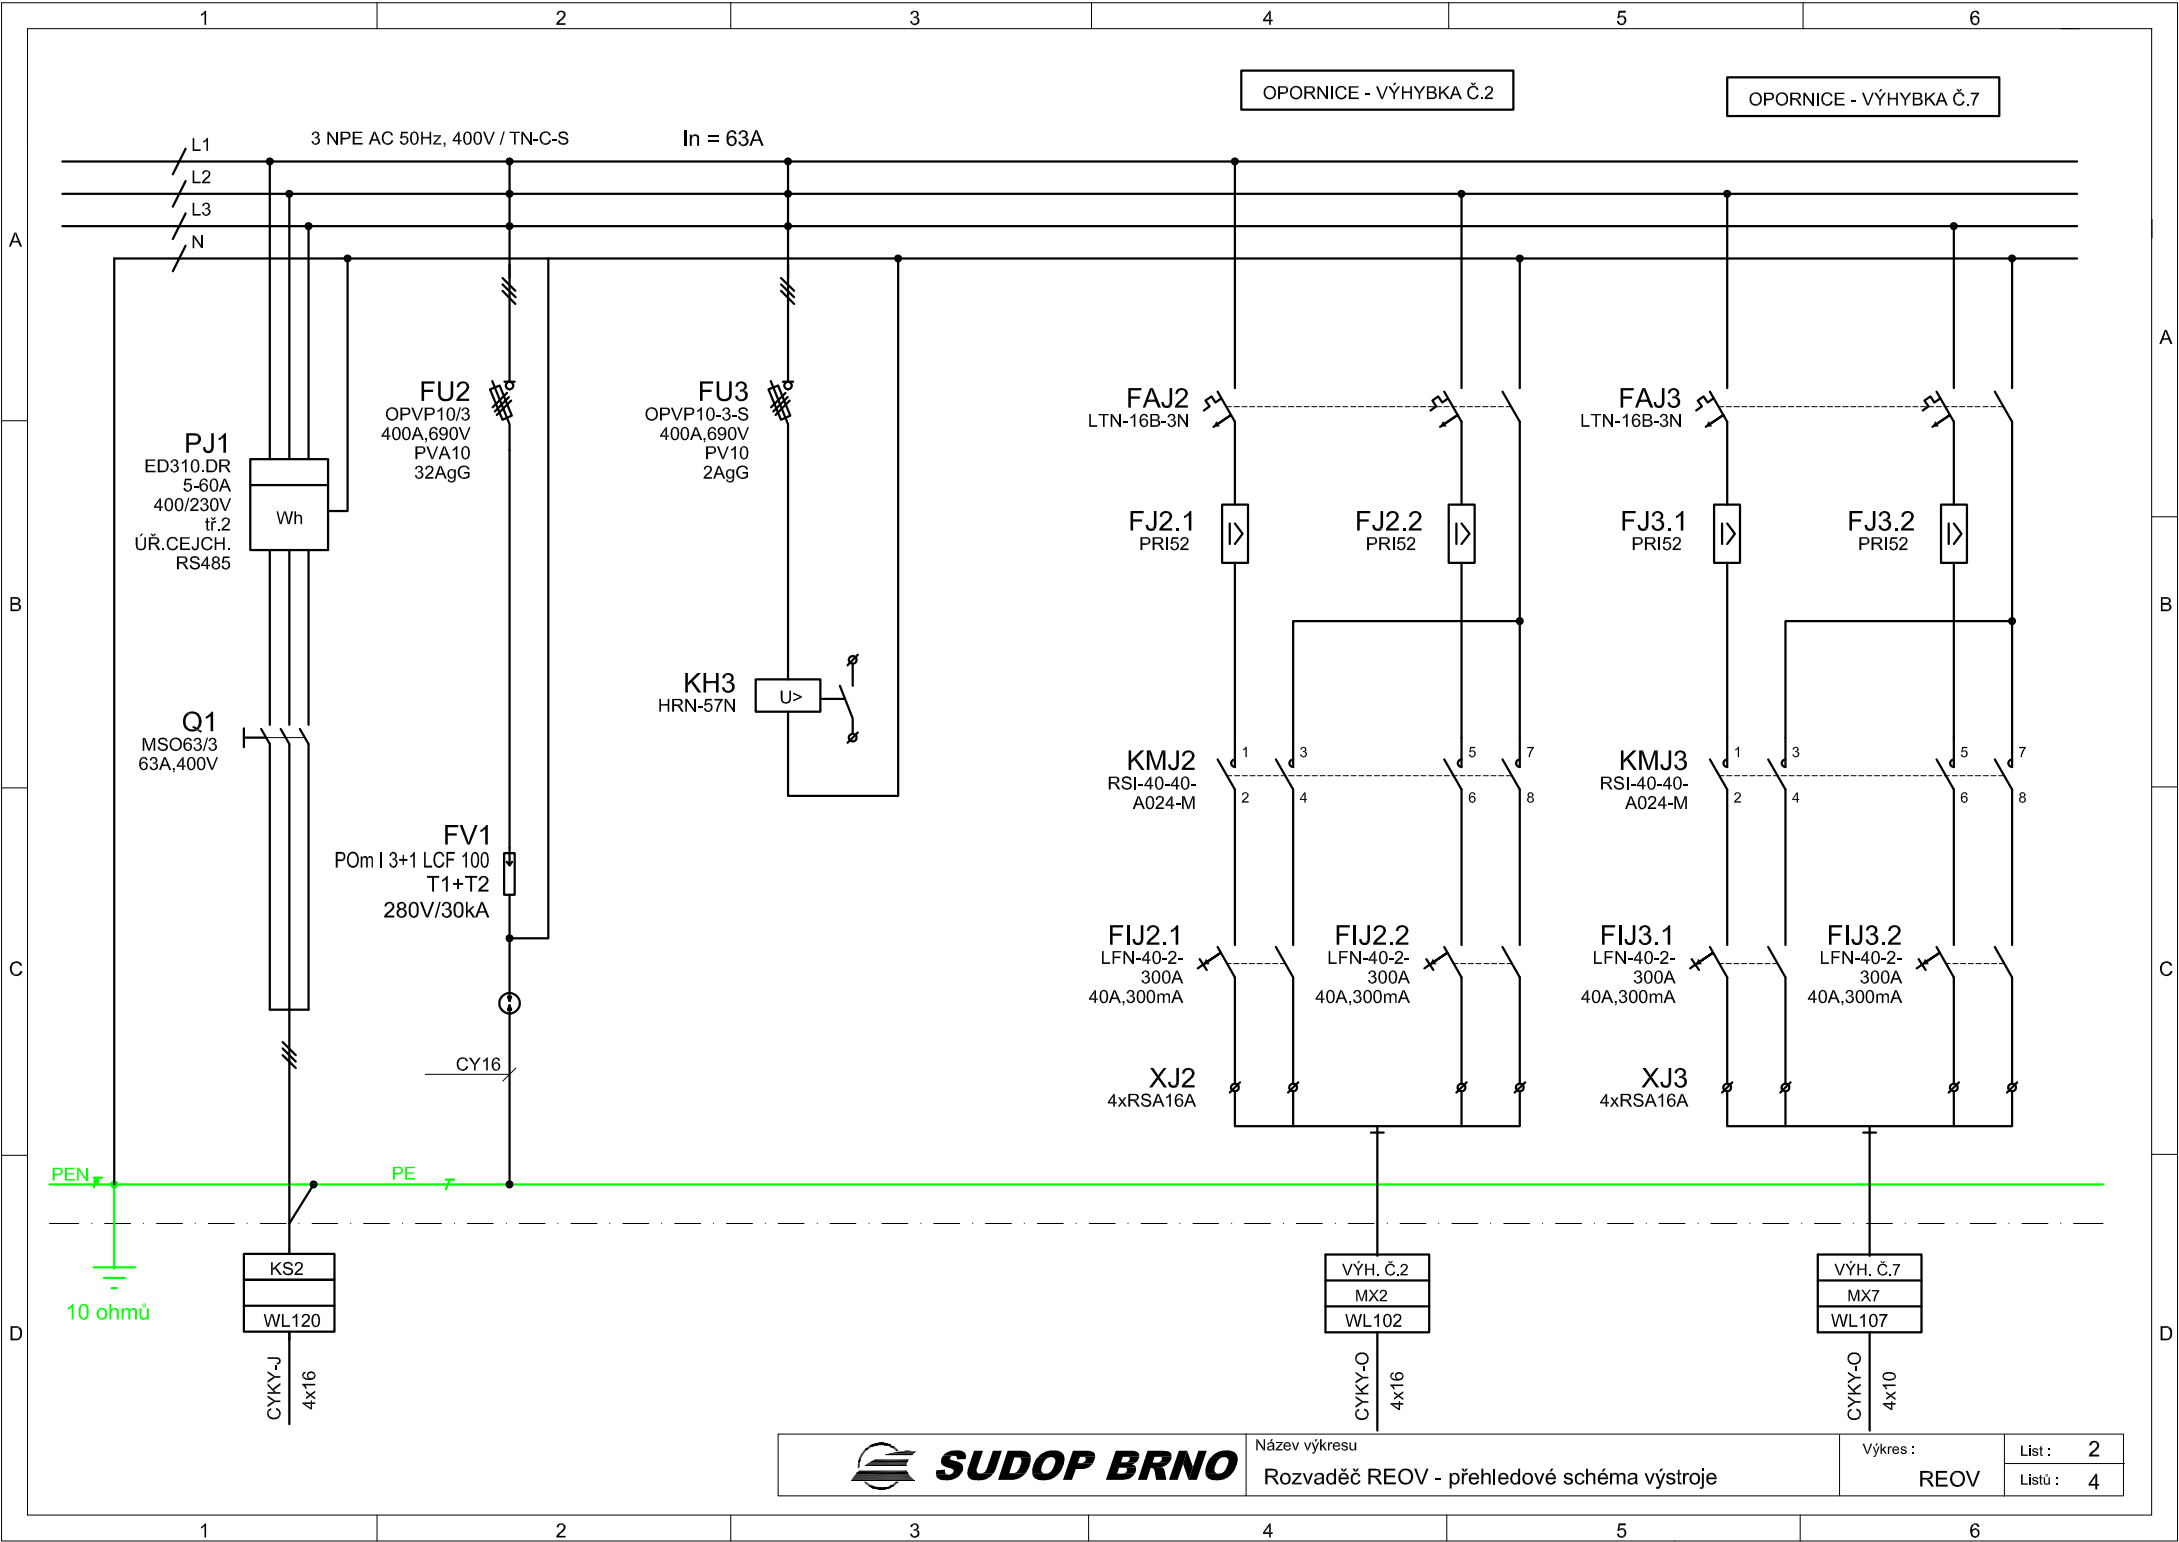 1
2
3
4
5
6
OPORNICE - VÝHYBKA Č.2
OPORNICE - VÝHYBKA Č.7
3 NPE AC 50Hz, 400V / TN-C-S
In = 63A
L1
L2
L3
N
A
A
B
B
C
C
D
D
PJ1
ED310.DR
5-60A
400/230V
tř.2
ÚŘ.CEJCH.
RS485
Wh
Q1
MSO63/3
63A,400V
FU2
OPVP10/3
400A,690V
PVA10
32AgG
FV1
POm I 3+1 LCF 100
T1+T2
280V/30kA
CY16
FU3
OPVP10-3-S
400A,690V
PV10
2AgG
KH3
HRN-57N
U>
FAJ2
LTN-16B-3N
FJ2.1
PRI52
FJ2.2
PRI52
KMJ2
RSI-40-40-
A024-M
1
3
5
7
2
4
6
8
FIJ2.1
LFN-40-2-
300A
40A,300mA
FIJ2.2
LFN-40-2-
300A
40A,300mA
XJ2
4xRSA16A
FAJ3
LTN-16B-3N
FJ3.1
PRI52
FJ3.2
PRI52
KMJ3
RSI-40-40-
A024-M
1
3
5
7
2
4
6
8
FIJ3.1
LFN-40-2-
300A
40A,300mA
FIJ3.2
LFN-40-2-
300A
40A,300mA
XJ3
4xRSA16A
PEN
PE
10 ohmů
KS2
WL120
CYKY-J
4x16
VÝH. Č.2
MX2
WL102
CYKY-O
4x16
VÝH. Č.7
MX7
WL107
CYKY-O
4x10
SUDOP BRNO
Název výkresu
Rozvaděč REOV - přehledové schéma výstroje
Výkres :
REOV
List : 2
Listů : 4
1
2
3
4
5
6